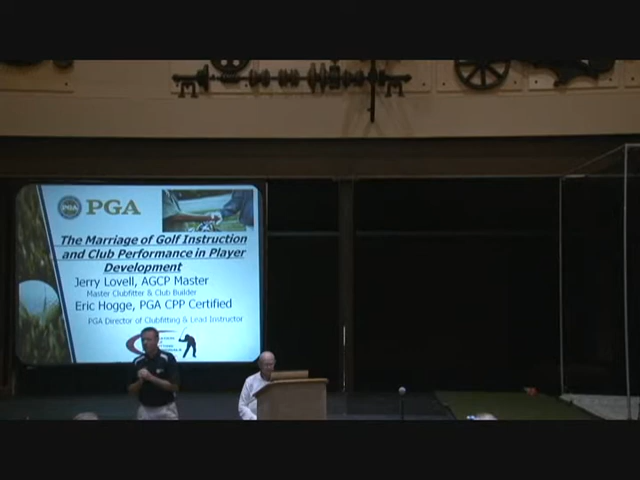 PGA
The Marriage of Golf Instruction
and Club Performance in Player
Development
Jerry Lovell, AGCP Master
Master Clubfitter & Club Builder
Eric Hogge, PGA CPP Certified
PGA Director of Clubfitting & Lead Instructor